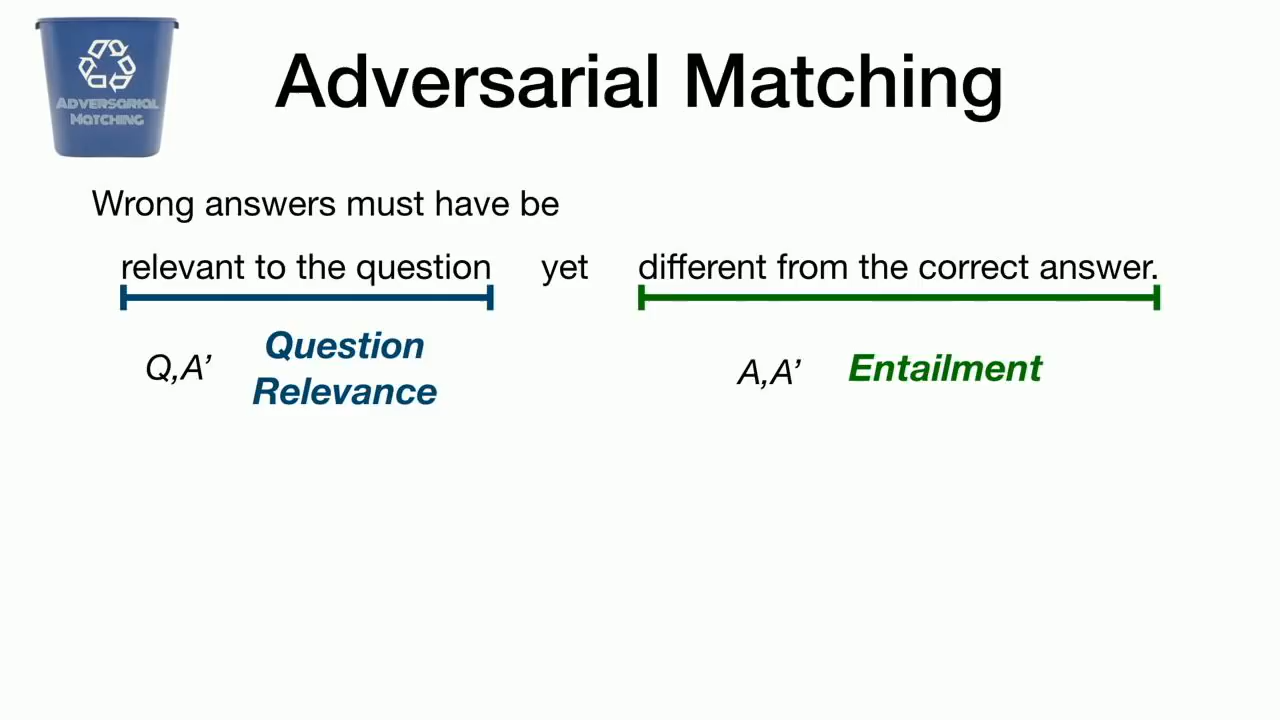 ADVERSARIAL
MATCHING
Adversarial Matching
Wrong answers must have be
relevant to the question yet different from the correct answer.
Q,A’ Question Relevance
A,A’ Entailment